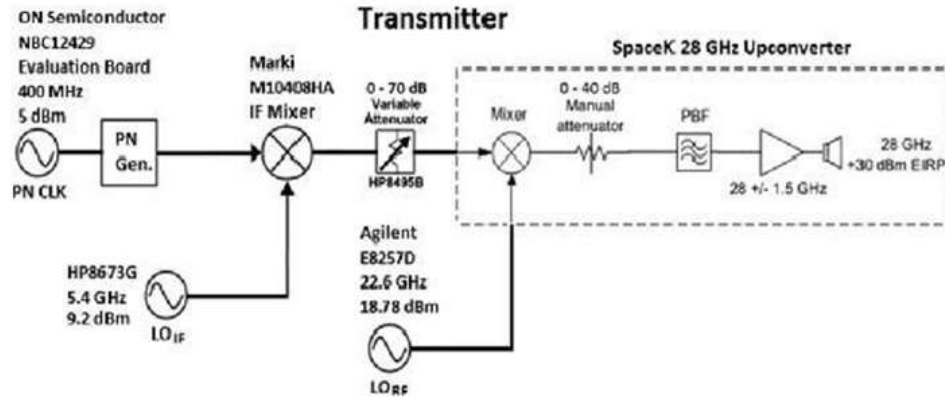 Transmitter
ON Semiconductor
NBC12429
Evaluation Board
400 MHz
5 dBm
PN CLK
PN
Gen.
Marki
M10408HA
IF Mixer
0 - 70 dB
Variable
Attenuator
HP8495B
HP8673G
5.4 GHz
9.2 dBm
LOIF
Agilent
E8257D
22.6 GHz
18.78 dBm
LORF
SpaceK 28 GHz Upconverter
Mixer
0 - 40 dB
Manual
attenuator
PBF
28 +/- 1.5 GHz
28 GHz
+30 dBm EIRP